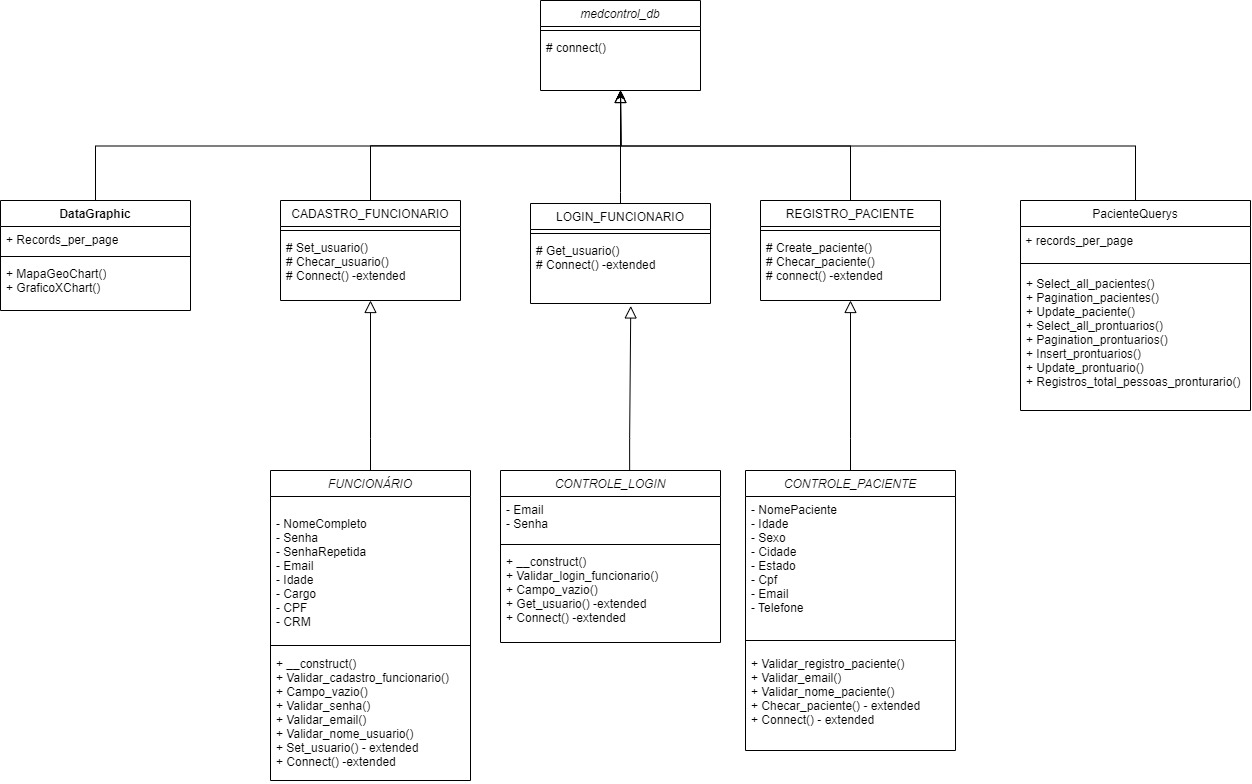 medcontrol_db
# connect()
DataGraphic
+ Records_per_page
+ MapaGeoChart()
+ GraficoXChart()
CADASTRO_FUNCIONARIO
# Set_usuario()
# Checar_usuario()
# Connect() -extended
LOGIN_FUNCIONARIO
# Get_usuario()
# Connect() -extended
REGISTRO_PACIENTE
# Create_paciente()
# Checar_paciente()
# connect() -extended
PacienteQuerys
+ records_per_page
+ Select_all_pacientes()
+ Pagination_pacientes()
+ Update_paciente()
+ Select_all_prontuarios()
+ Pagination_prontuarios()
+ Insert_prontuarios()
+ Update_prontuario()
+ Registros_total_pessoas_pronturario()
FUNCIONÁRIO
- NomeCompleto
- Senha
- SenhaRepetida
- Email
- Idade
- Cargo
- CPF
- CRM
+ __construct()
+ Validar_cadastro_funcionario()
+ Campo_vazio()
+ Validar_senha()
+ Validar_email()
+ Validar_nome_usuario()
+ Set_usuario() - extended
+ Connect() -extended
CONTROLE_LOGIN
- Email
- Senha
+ __construct()
+ Validar_login_funcionario()
+ Campo_vazio()
+ Get_usuario() -extended
+ Connect() -extended
CONTROLE_PACIENTE
- NomePaciente
- Idade
- Sexo
- Cidade
- Estado
- Cpf
- Email
- Telefone
+ Validar_registro_paciente()
+ Validar_email()
+ Validar_nome_paciente()
+ Checar_paciente() - extended
+ Connect() - extended